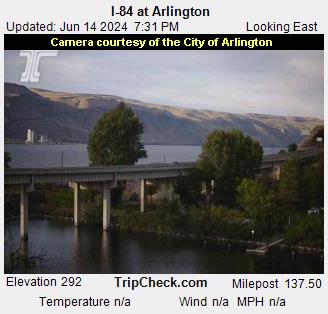 I-84 at Arlington
Updated: Jun 14 2024 7:31 PM Looking East
Camera courtesy of the City of Arlington
Elevation 292 TripCheck.com Milepost 137.50
Temperature n/a Wind n/a MPH n/a